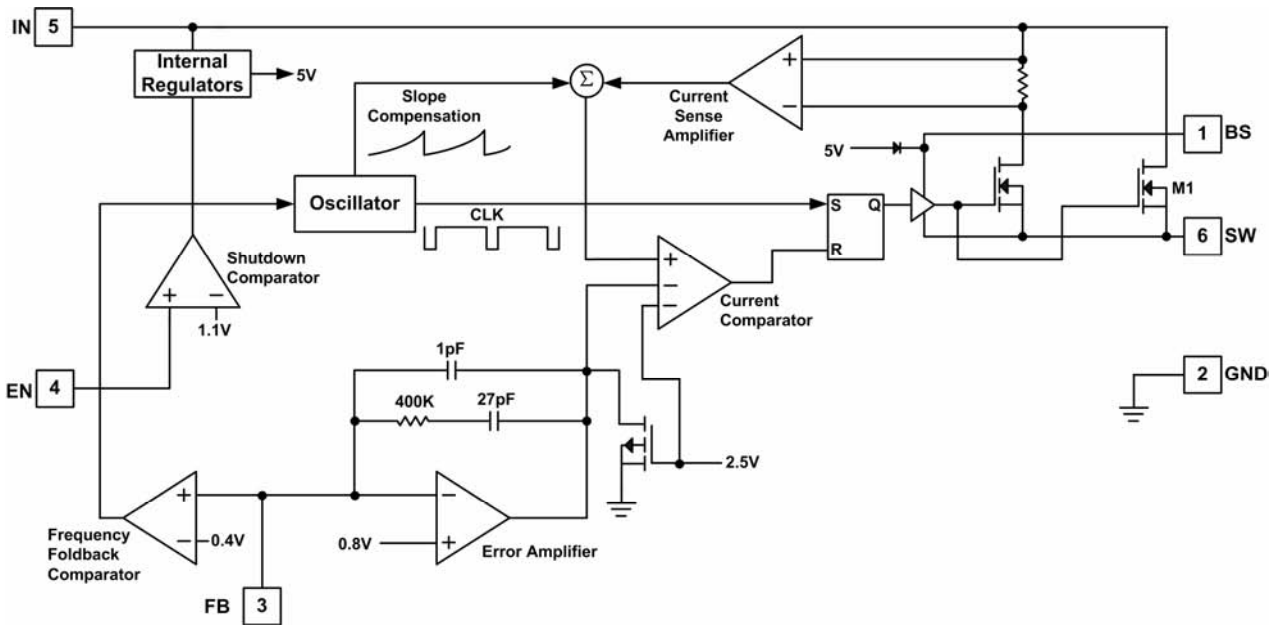 IN 5
Internal
Regulators
5V
Slope
Compensation
Σ
+
−
Current
Sense
Amplifier
5V
1 BS
M1
Oscillator
CLK
S Q
R
6 SW
Shutdown
Comparator
+ −
1.1V
+
−
−
Current
Comparator
EN 4
1pF
400K 27pF
2 GND
2.5V
+
−
0.4V
Frequency
Foldback
Comparator
−
+
0.8V
Error Amplifier
FB 3